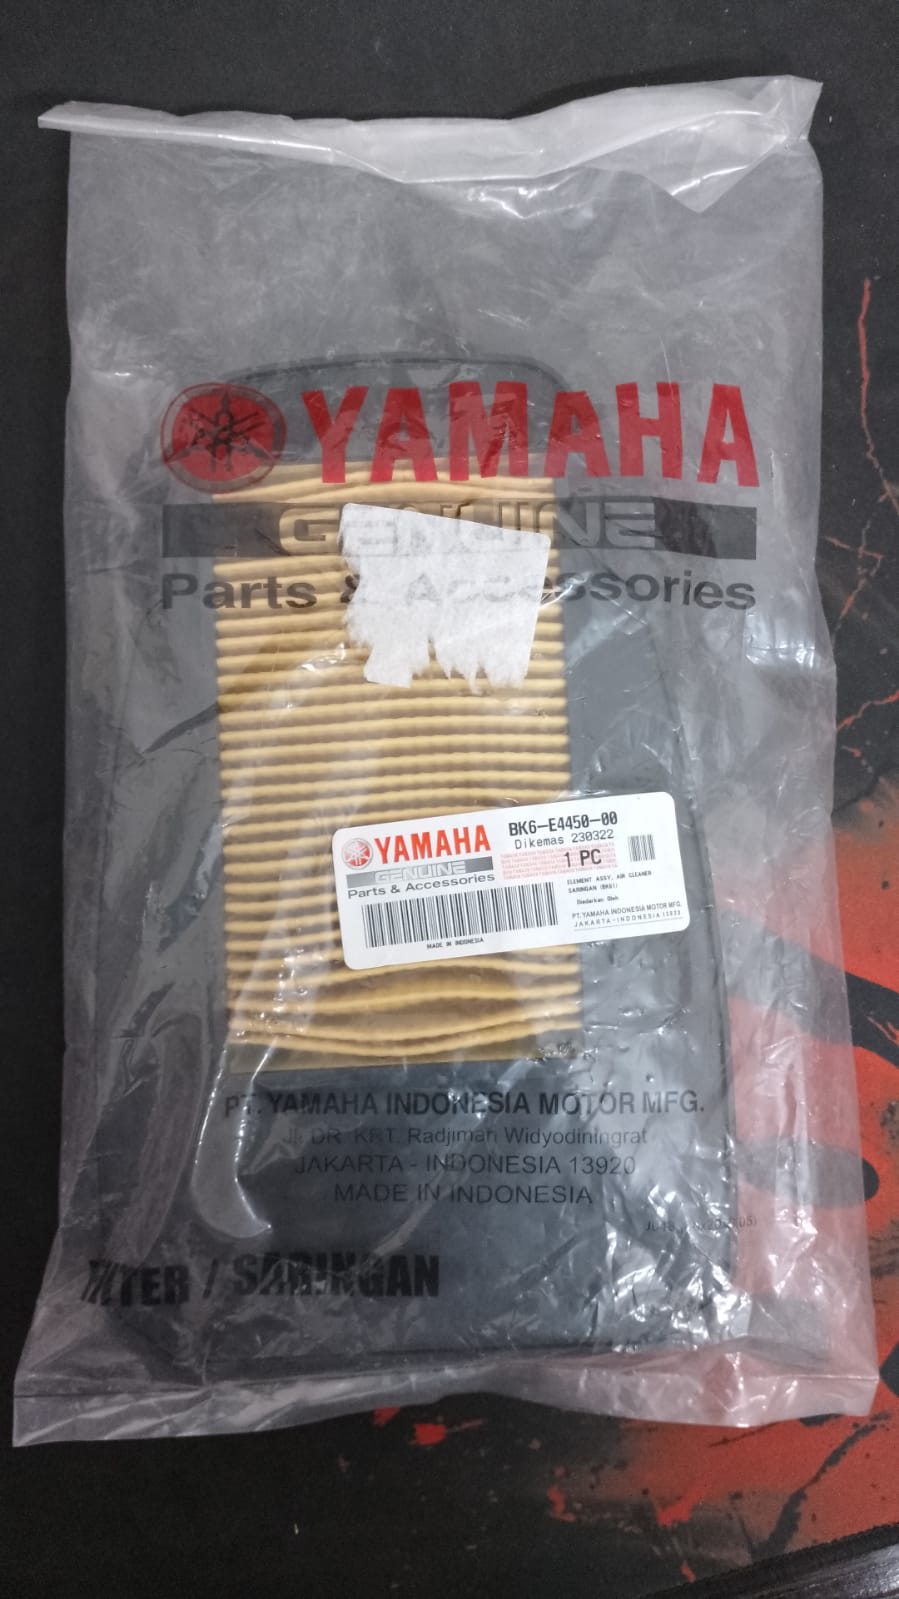 YAMAHA
GENUINE
Parts & Accessories
YAMAHA
GENUINE
Parts & Accessories
BK6-E4450-00
Dikemas 230322
1 PC
ELEMENT ASSY, AIR CLEANER
SARINGAN (BK61)
Diedarkan Oleh
PT. YAMAHA INDONESIA MOTOR MFG.
JAKARTA-INDONESIA 13920
MADE IN INDONESIA
PT. YAMAHA INDONESIA MOTOR MFG.
Jl. DR. KRT. Radjiman Widyodiningrat
JAKARTA - INDONESIA 13920
MADE IN INDONESIA
FILTER / SARINGAN